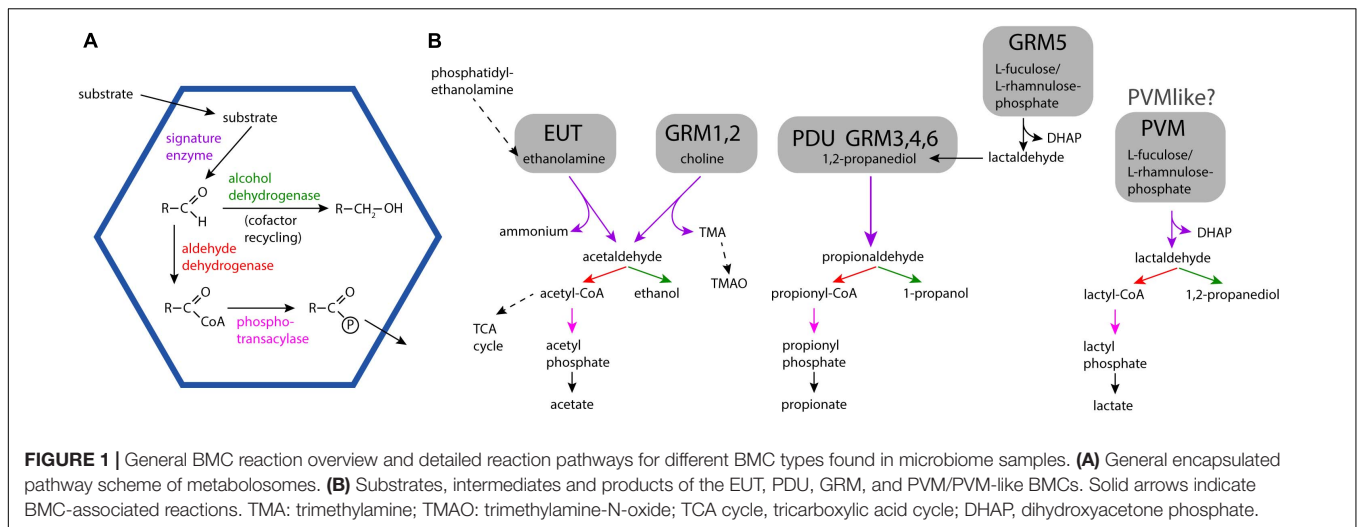 A
substrate
substrate
signature
enzyme
alcohol
dehydrogenase
R–C
O
H
(cofactor
recycling)
R–CH2–OH
aldehyde
dehydrogenase
R–C
O
CoA
phospho-
transacylase
R–C
O
P
B
phosphatidyl-
ethanolamine
EUT
ethanolamine
GRM1,2
choline
ammonium
TMA
acetaldehyde
TMAO
acetyl-CoA
ethanol
TCA
cycle
acetyl
phosphate
acetate
PDU GRM3,4,6
1,2-propanediol
propionaldehyde
propionyl-CoA
1-propanol
propionyl
phosphate
propionate
GRM5
L-fuculose/
L-rhamnulose-
phosphate
DHAP
lactaldehyde
PVMlike?
PVM
L-fuculose/
L-rhamnulose-
phosphate
DHAP
lactaldehyde
lactyl-CoA
1,2-propanediol
lactyl
phosphate
lactate
FIGURE 1 | General BMC reaction overview and detailed reaction pathways for different BMC types found in microbiome samples. (A) General encapsulated
pathway scheme of metabolosomes. (B) Substrates, intermediates and products of the EUT, PDU, GRM, and PVM/PVM-like BMCs. Solid arrows indicate
BMC-associated reactions. TMA: trimethylamine; TMAO: trimethylamine-N-oxide; TCA cycle, tricarboxylic acid cycle; DHAP, dihydroxyacetone phosphate.